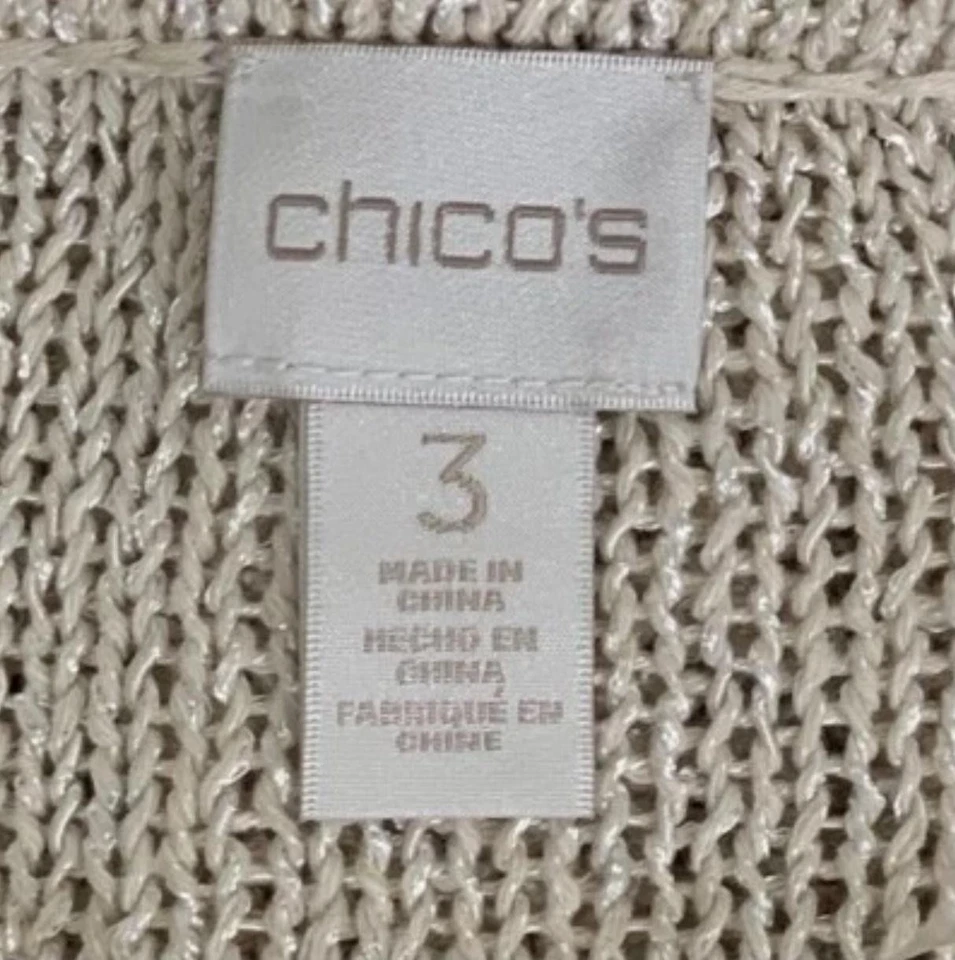 chico's
3
MADE IN
CHINA
HECHO EN
CHINA
FABRIQUÉ EN
CHINE